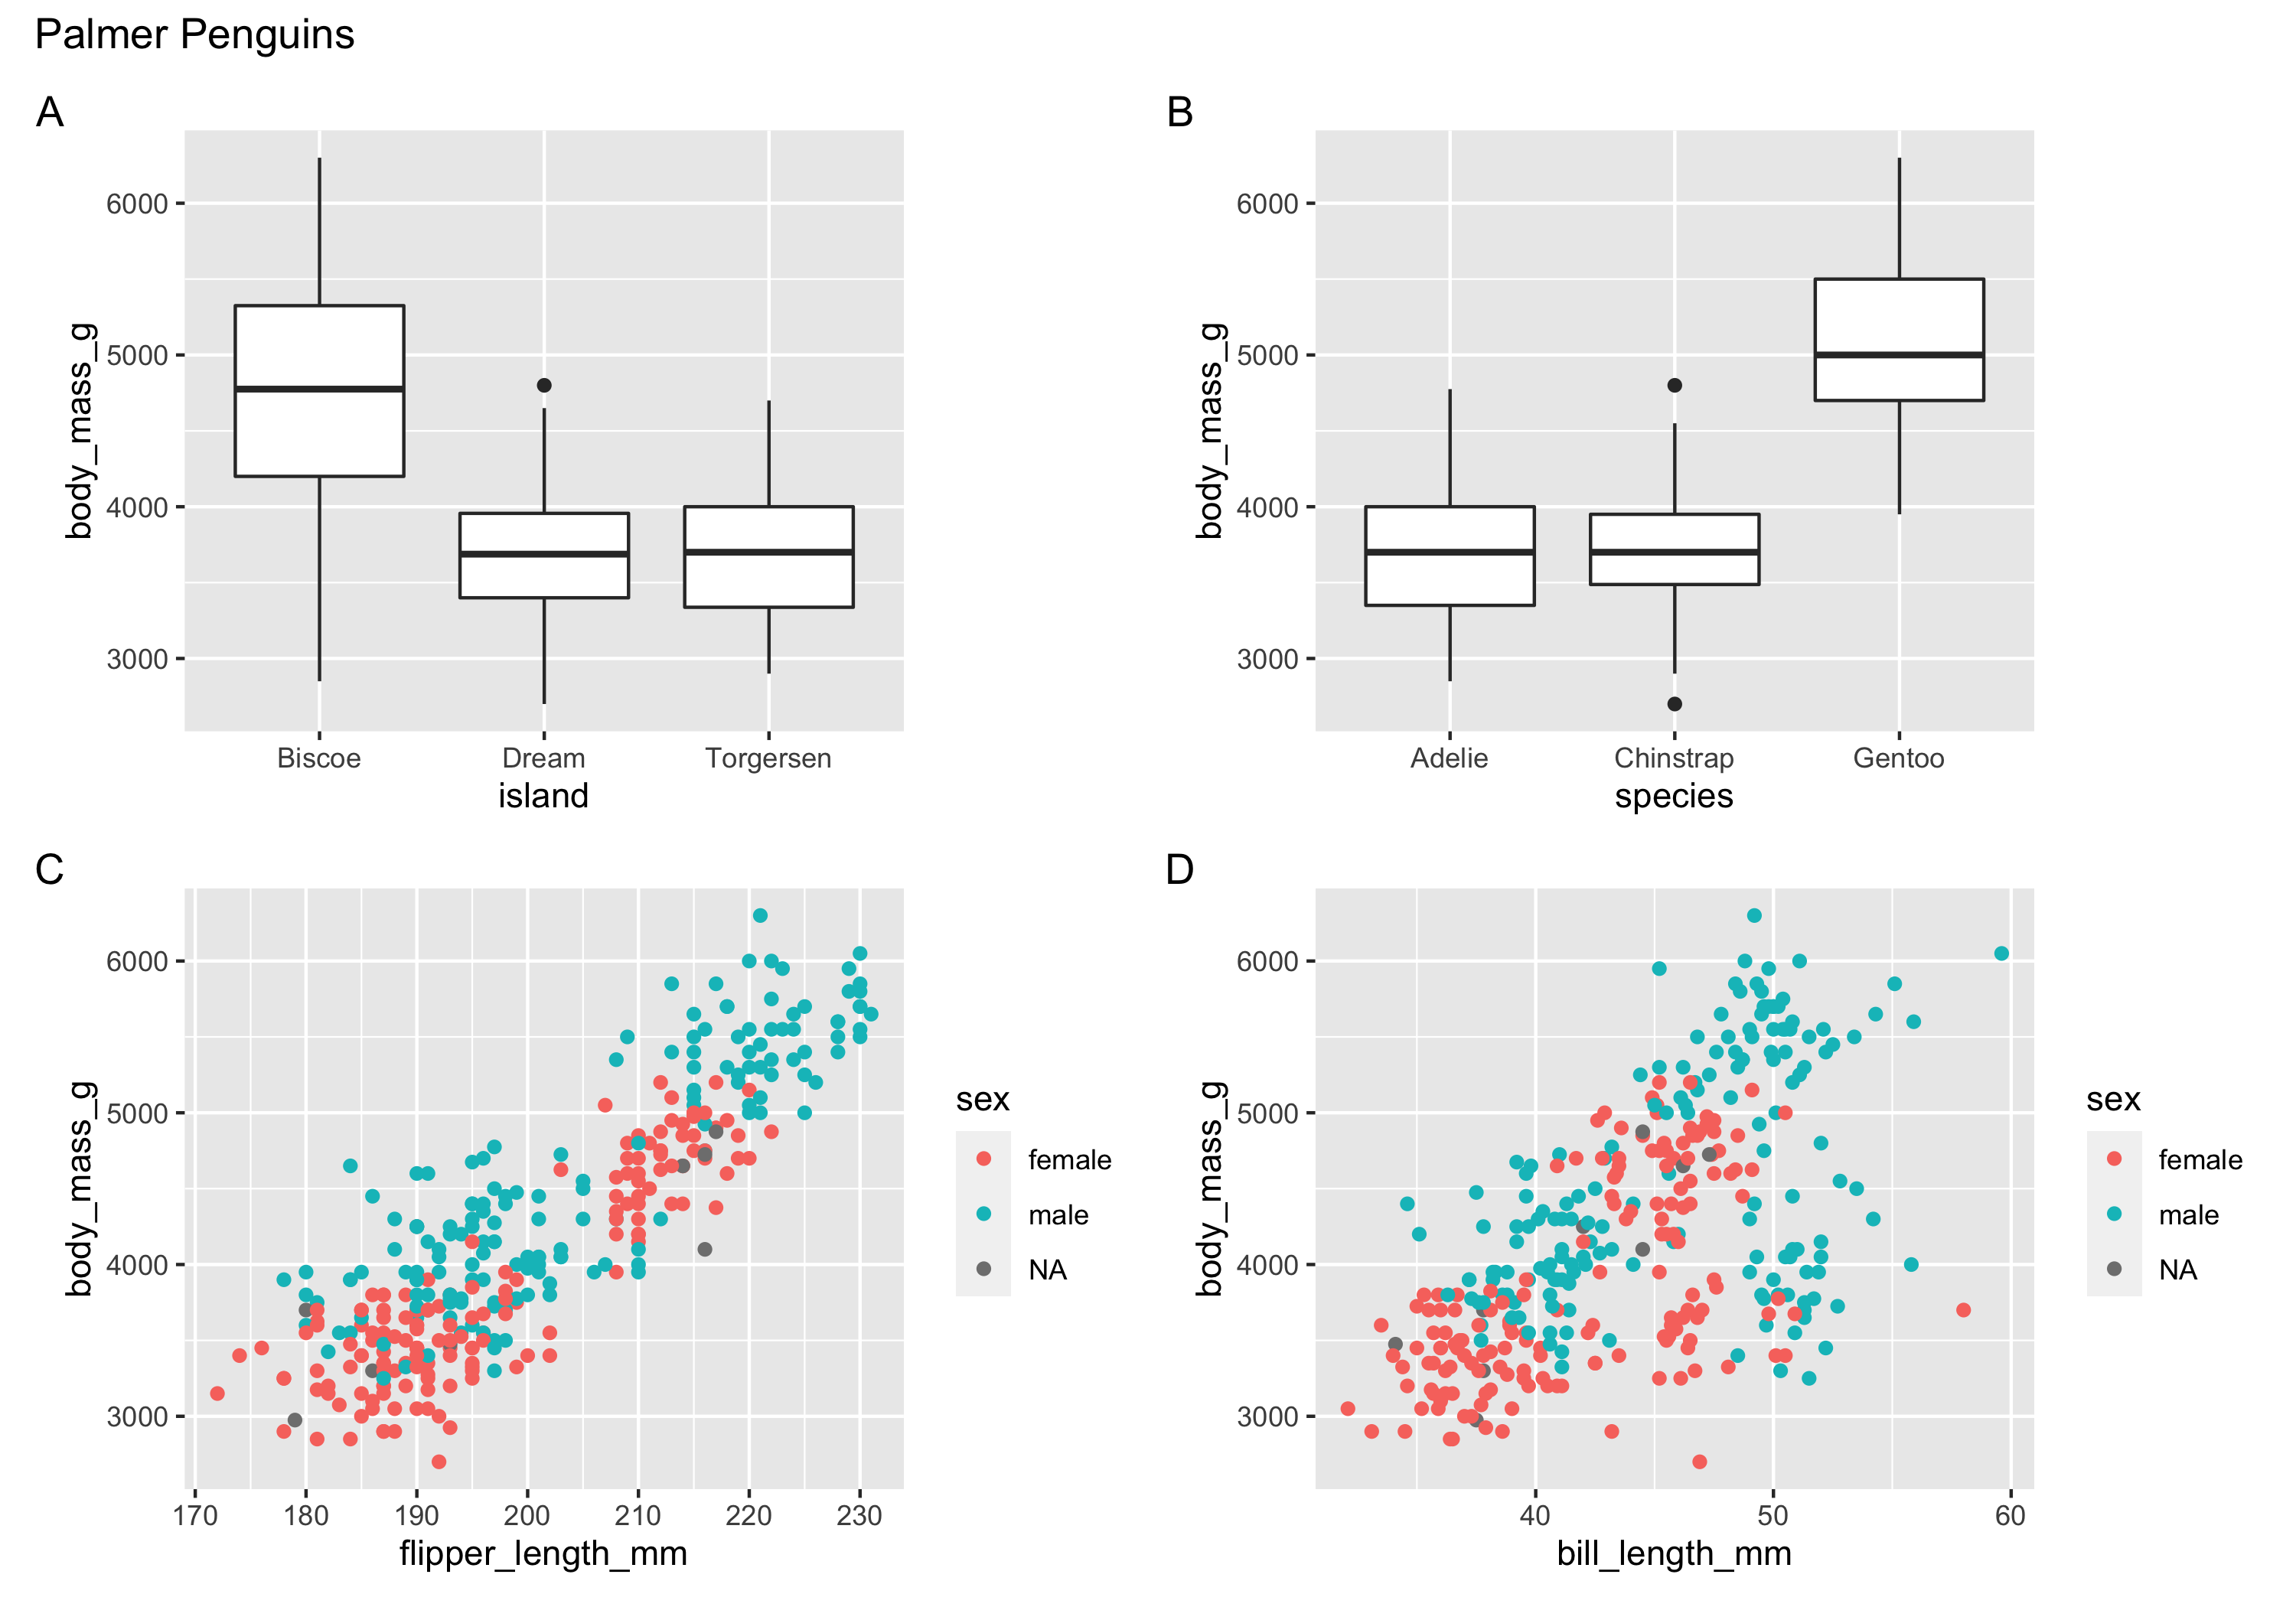 Palmer Penguins
A
body_mass_g
6000
5000
4000
3000
Biscoe Dream Torgersen
island
B
body_mass_g
6000
5000
4000
3000
Adelie Chinstrap Gentoo
species
C
body_mass_g
6000
5000
4000
3000
170 180 190 200 210 220 230
flipper_length_mm
sex
female
male
NA
D
body_mass_g
6000
5000
4000
3000
40 50 60
bill_length_mm
sex
female
male
NA